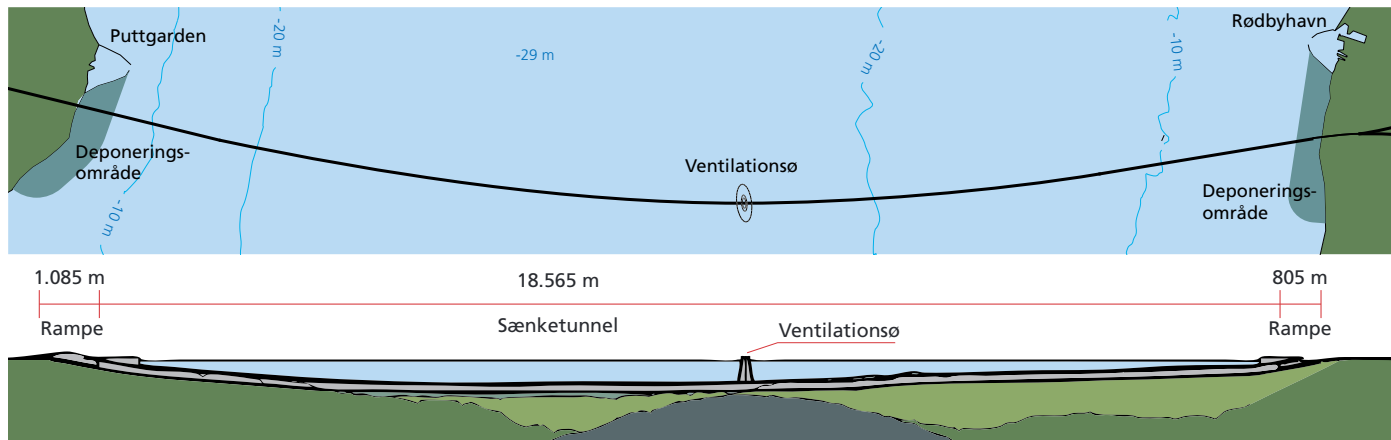 Puttgarden
-20 m
-29 m
-20 m
-10 m
Rødbyhavn
Deponerings-
område
-10 m
Ventilationsø
Deponerings-
område
1.085 m
18.565 m
805 m
Rampe
Sænketunnel
Ventilationsø
Rampe